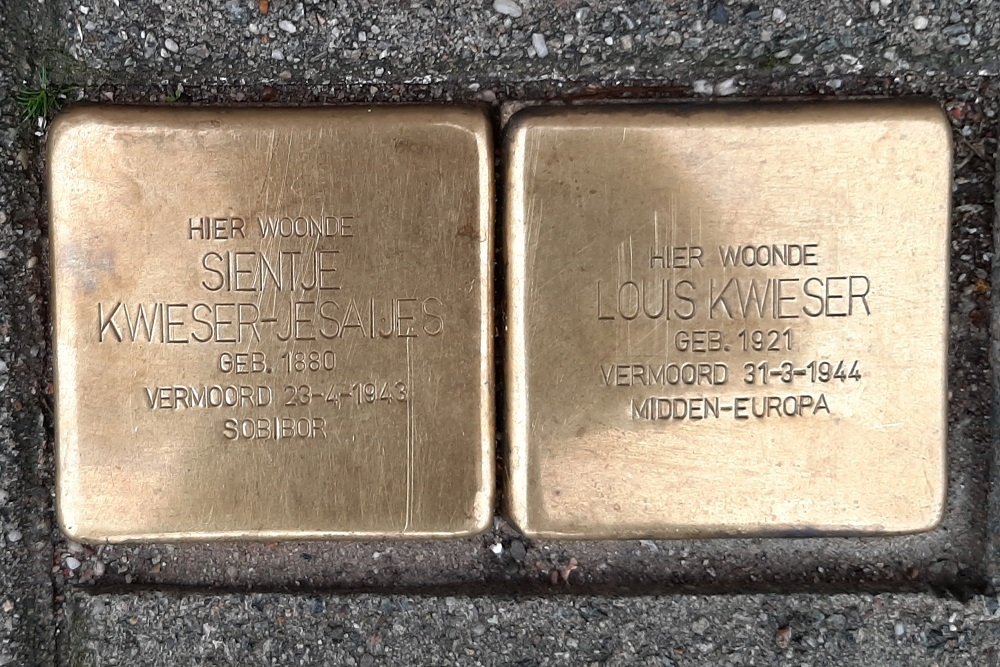 HIER WOONDE
SIENTJE
KWIESER-JESAIJES
GEB. 1880
VERMOORD 23-4-1943
SOBIBOR
HIER WOONDE
LOUIS KWIESER
GEB. 1921
VERMOORD 31-3-1944
MIDDEN-EUROPA